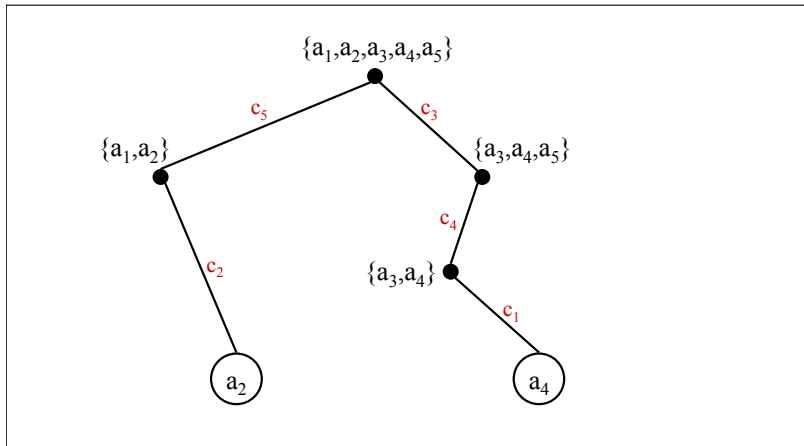 {a₁,a₂,a₃,a₄,a₅}
c₅
c₃
{a₁,a₂}
{a₃,a₄,a₅}
c₄
c₂
{a₃,a₄}
c₁
a₂
a₄